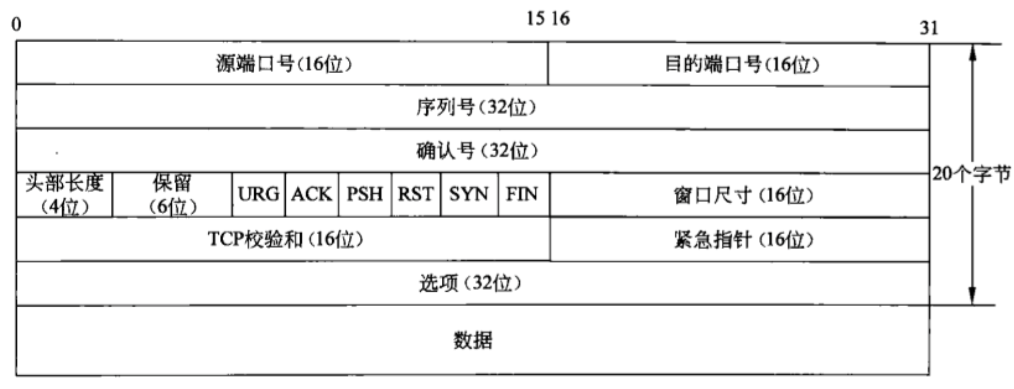 0 15 16 31
源端口号(16位) 目的端口号(16位)
序列号(32位)
确认号(32位)
头部长度 (4位) 保留 (6位) URG ACK PSH RST SYN FIN 窗口尺寸(16位)
20个字节
TCP校验和(16位) 紧急指针(16位)
选项(32位)
数据